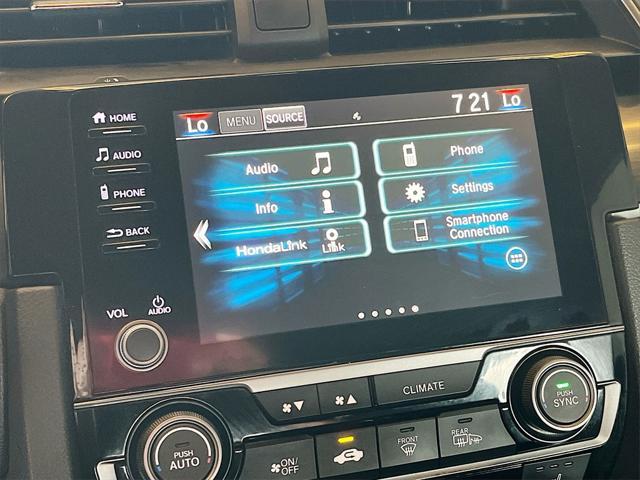 HOME
AUDIO
PHONE
BACK
VOL
AUDIO
Lo
MENU
SOURCE
7 21
Lo
Audio
Phone
Info
Settings
HondaLink
Link
Smartphone
Connection
CLIMATE
PUSH
SYNC
PUSH
AUTO
ON/
OFF
FRONT
REAR